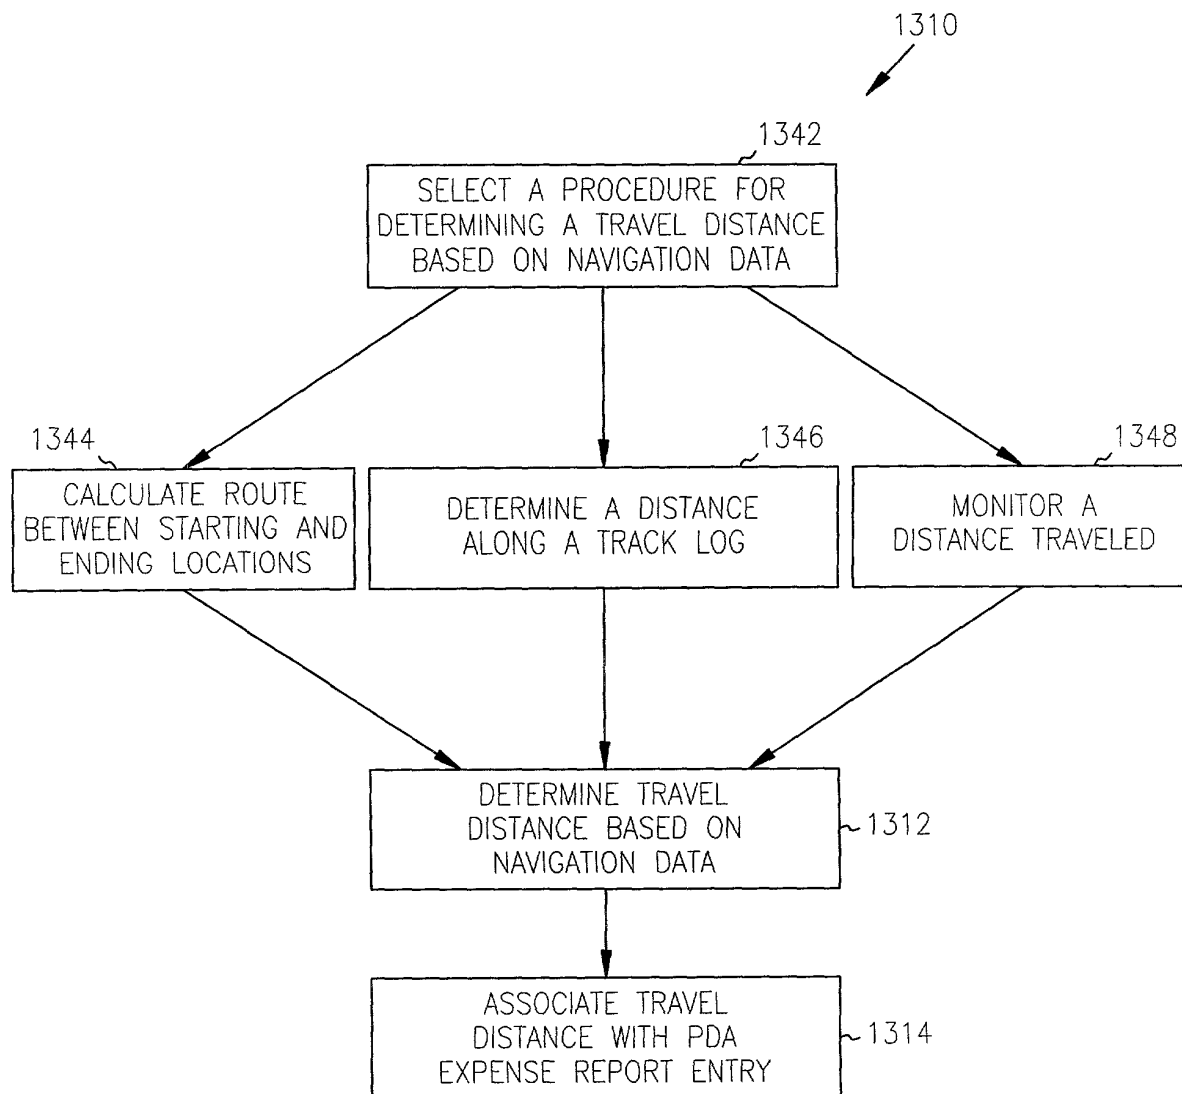 1310
1342
SELECT A PROCEDURE FOR
DETERMINING A TRAVEL DISTANCE
BASED ON NAVIGATION DATA
1344
CALCULATE ROUTE
BETWEEN STARTING AND
ENDING LOCATIONS
1346
DETERMINE A DISTANCE
ALONG A TRACK LOG
1348
MONITOR A
DISTANCE TRAVELED
DETERMINE TRAVEL
DISTANCE BASED ON
NAVIGATION DATA
1312
ASSOCIATE TRAVEL
DISTANCE WITH PDA
EXPENSE REPORT ENTRY
1314